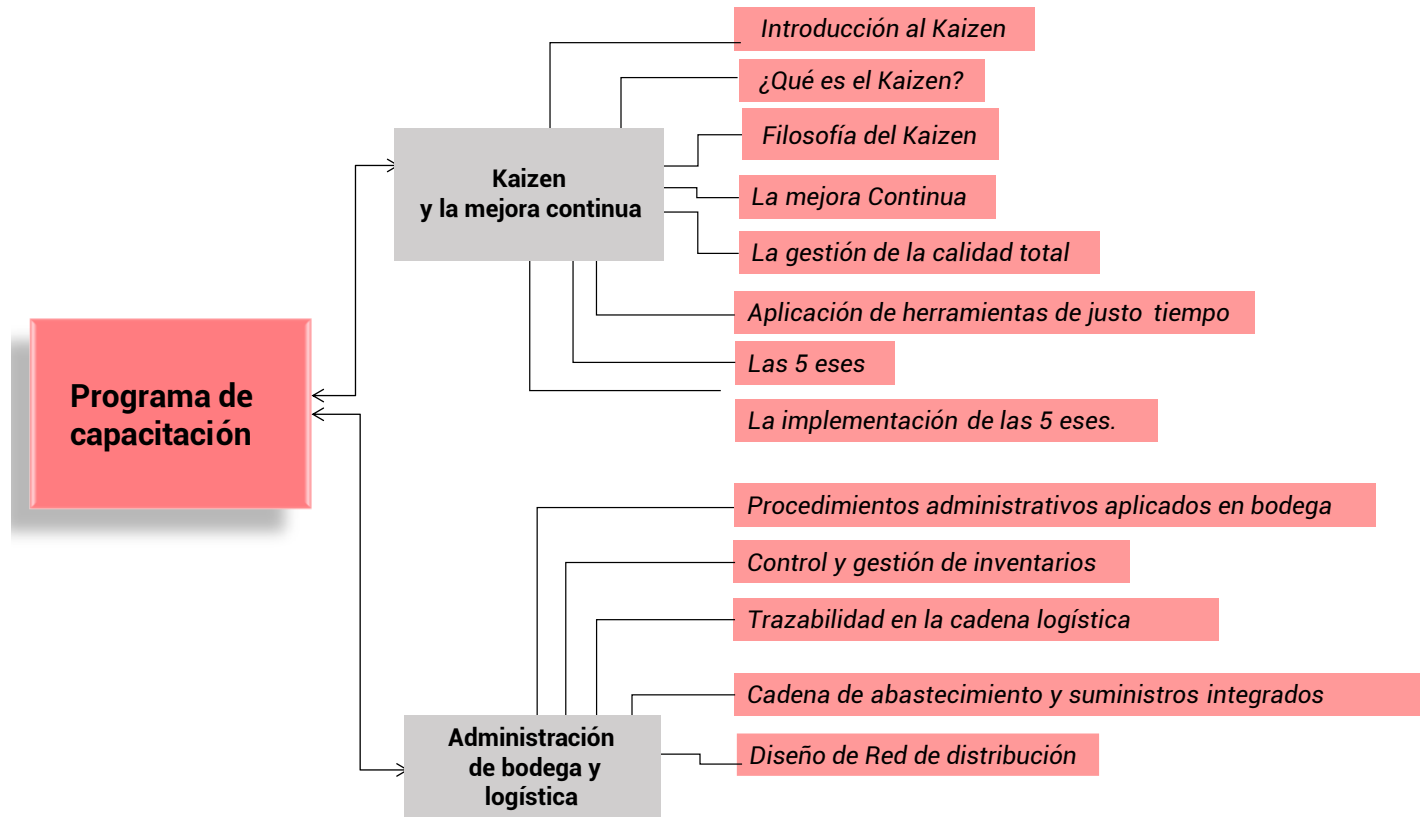 Programa de
capacitación
Kaizen
y la mejora continua
Introducción al Kaizen
¿Qué es el Kaizen?
Filosofía del Kaizen
La mejora Continua
La gestión de la calidad total
Aplicación de herramientas de justo tiempo
Las 5 eses
La implementación de las 5 eses.
Administración
de bodega y
logística
Procedimientos administrativos aplicados en bodega
Control y gestión de inventarios
Trazabilidad en la cadena logística
Cadena de abastecimiento y suministros integrados
Diseño de Red de distribución